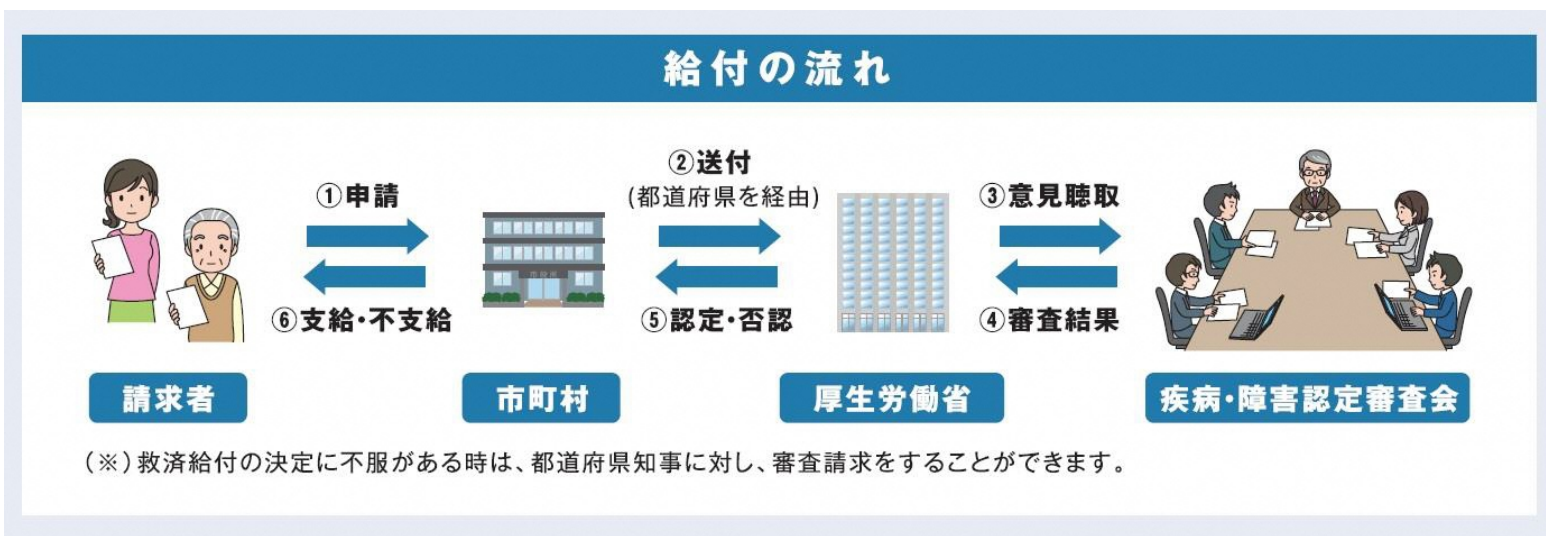 給付の流れ
①申請
②送付
(都道府県を経由)
③意見聴取
市役所
⑥支給・不支給
⑤認定・否認
④審査結果
請求者
市町村
厚生労働省
疾病・障害認定審査会
(※)救済給付の決定に不服がある時は、都道府県知事に対し、審査請求をすることができます。